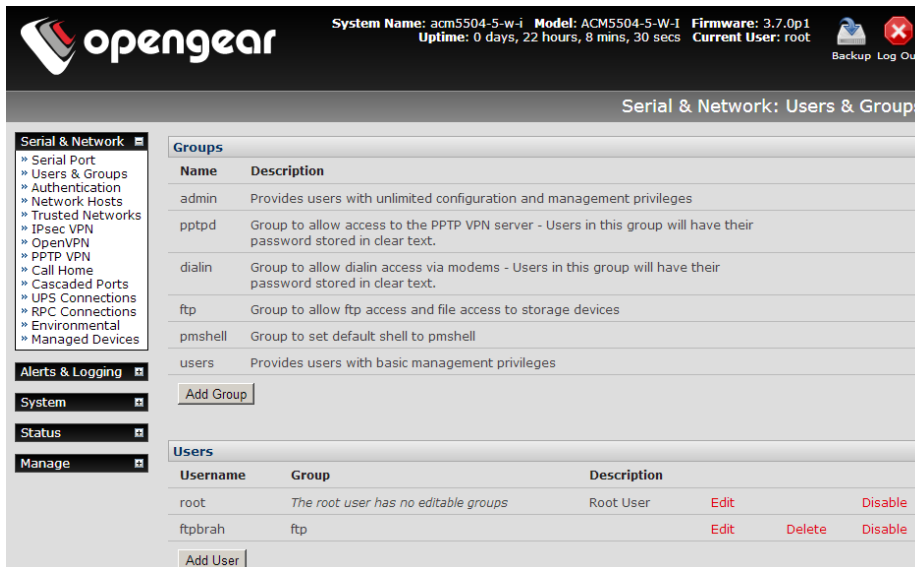 opengear
System Name: acm5504-5-w-i Model: ACM5504-5-W-I Firmware: 3.7.0p1
Uptime: 0 days, 22 hours, 8 mins, 30 secs Current User: root
Backup Log Ou
Serial & Network: Users & Groups
Serial & Network
» Serial Port
» Users & Groups
» Authentication
» Network Hosts
» Trusted Networks
» IPsec VPN
» OpenVPN
» PPTP VPN
» Call Home
» Cascaded Ports
» UPS Connections
» RPC Connections
» Environmental
» Managed Devices
Alerts & Logging
System
Status
Manage
Groups
Name Description
admin Provides users with unlimited configuration and management privileges
pptpd Group to allow access to the PPTP VPN server - Users in this group will have their
password stored in clear text.
dialin Group to allow dialin access via modems - Users in this group will have their
password stored in clear text.
ftp Group to allow ftp access and file access to storage devices
pmshell Group to set default shell to pmshell
users Provides users with basic management privileges
Add Group
Users
Username Group Description
root The root user has no editable groups Root User Edit Disable
ftpbrah ftp Edit Delete Disable
Add User